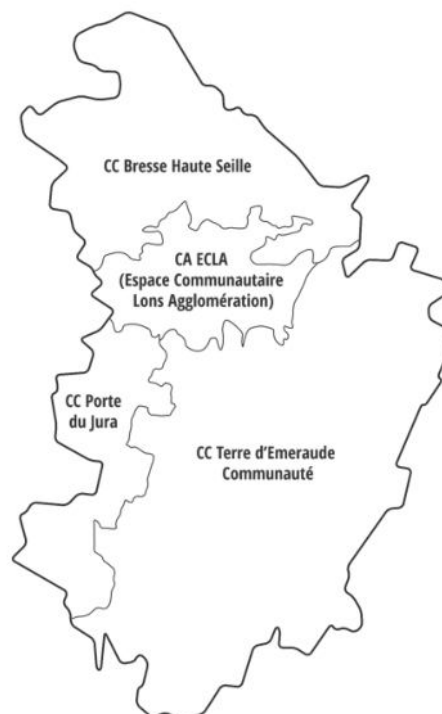 CC Bresse Haute Seille
CA ECLA
(Espace Communautaire
Lons Agglomération)
CC Porte
du Jura
CC Terre d’Emeraude
Communauté